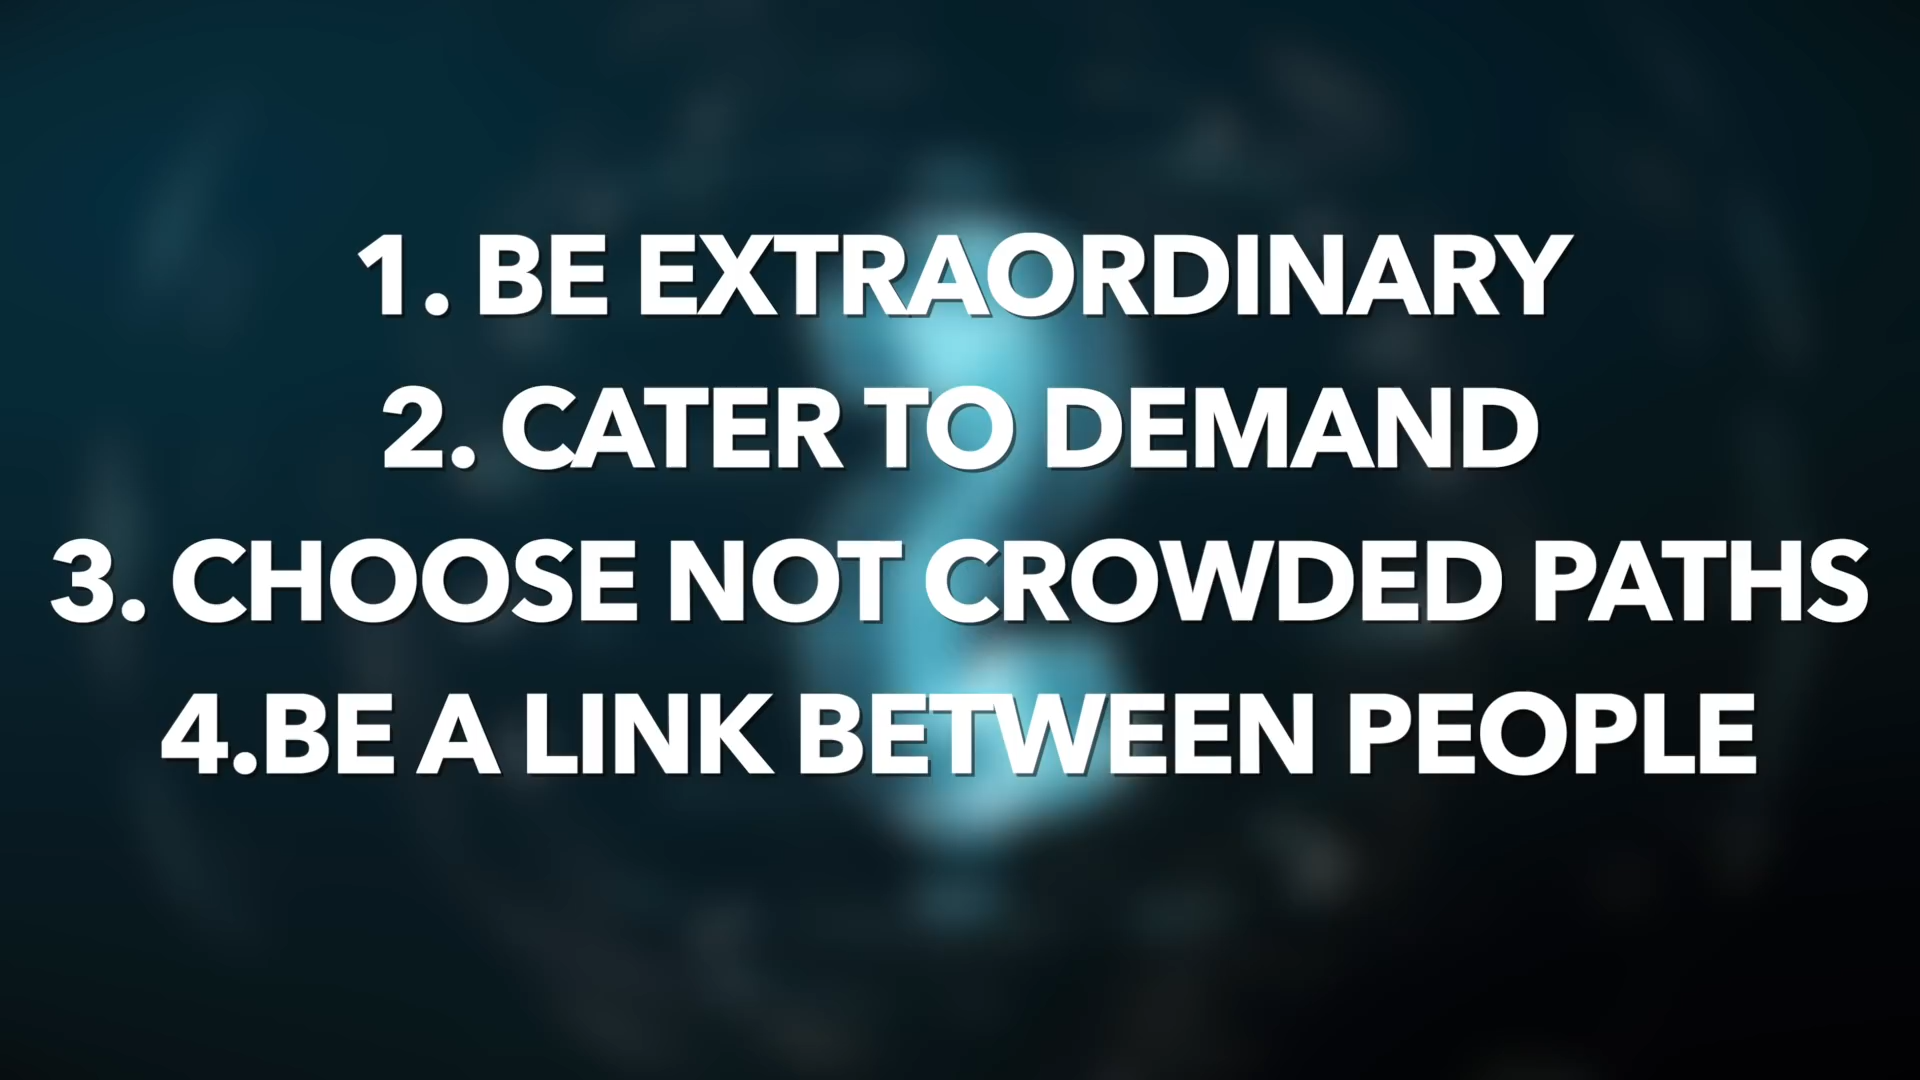 1. BE EXTRAORDINARY
2. CATER TO DEMAND
3. CHOOSE NOT CROWDED PATHS
4.BE A LINK BETWEEN PEOPLE